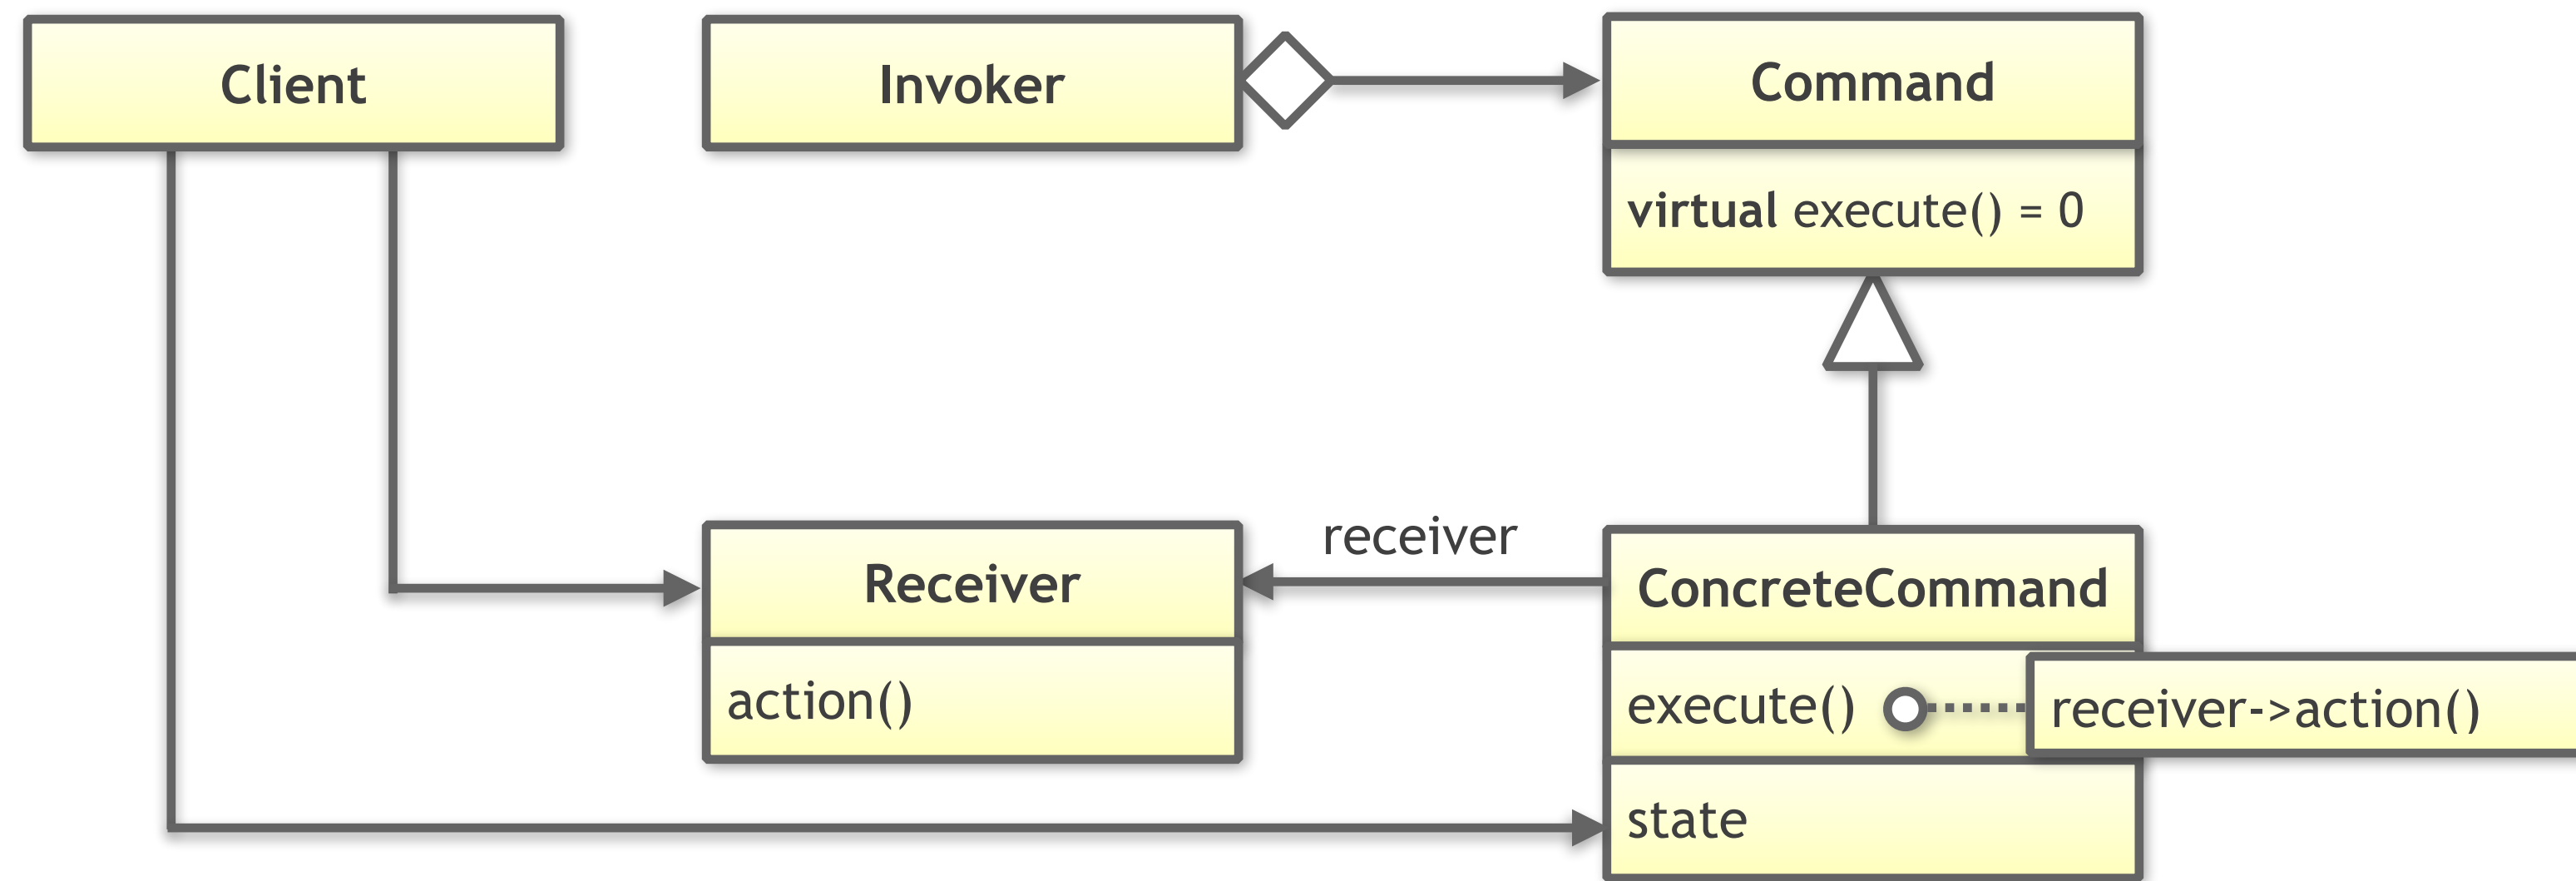 Client
Invoker
Command
virtual execute() = 0
receiver
Receiver
action()
ConcreteCommand
execute()
receiver->action()
state